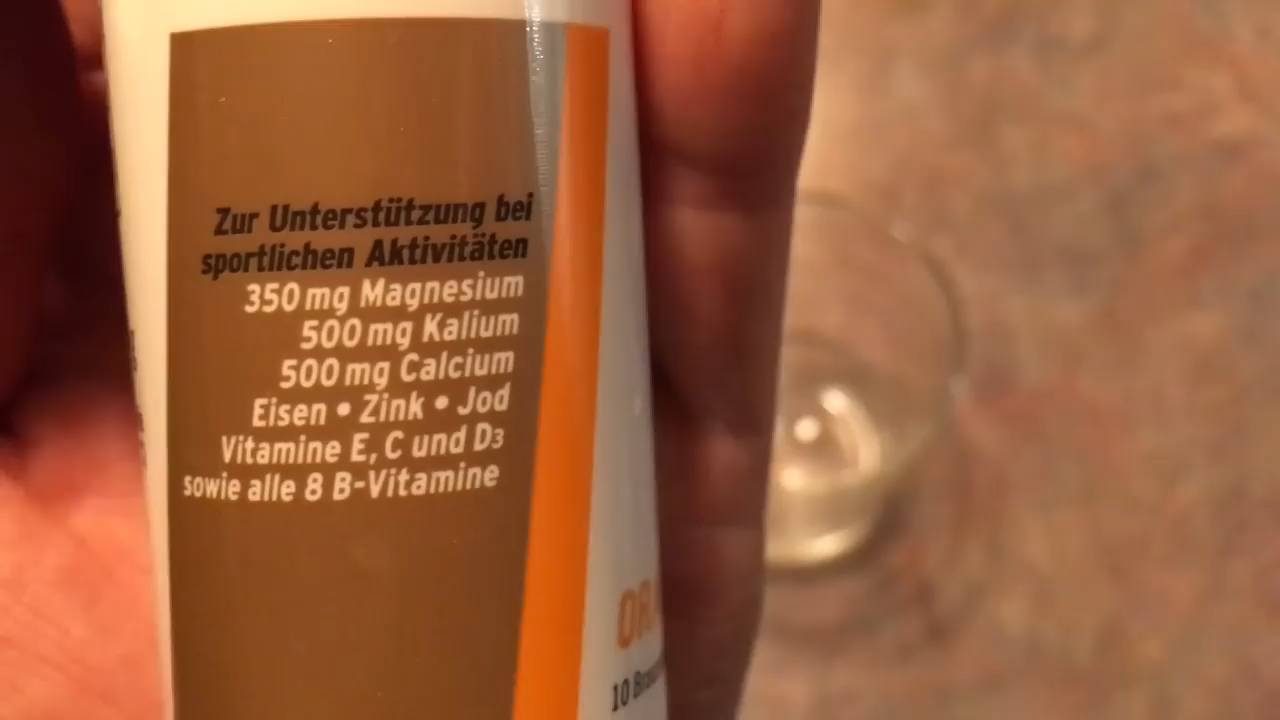 Zur Unterstützung bei
sportlichen Aktivitäten
350 mg Magnesium
500 mg Kalium
500 mg Calcium
Eisen • Zink • Jod
Vitamine E, C und D3
sowie alle 8 B-Vitamine
10